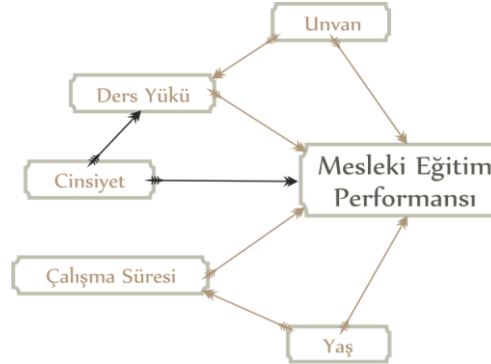 Unvan
Ders Yükü
Mesleki Eğitim
Performansı
Cinsiyet
Çalışma Süresi
Yaş